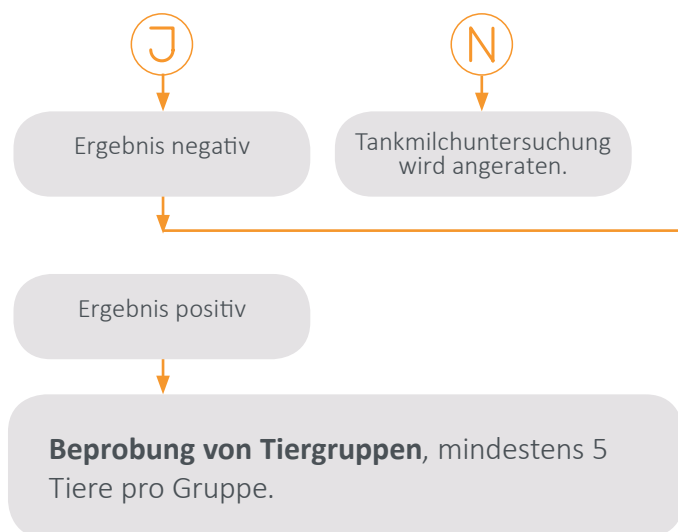 J
N
Ergebnis negativ
Tankmilchuntersuchung
wird angeraten.
Ergebnis positiv
Beprobung von Tiergruppen, mindestens 5
Tiere pro Gruppe.